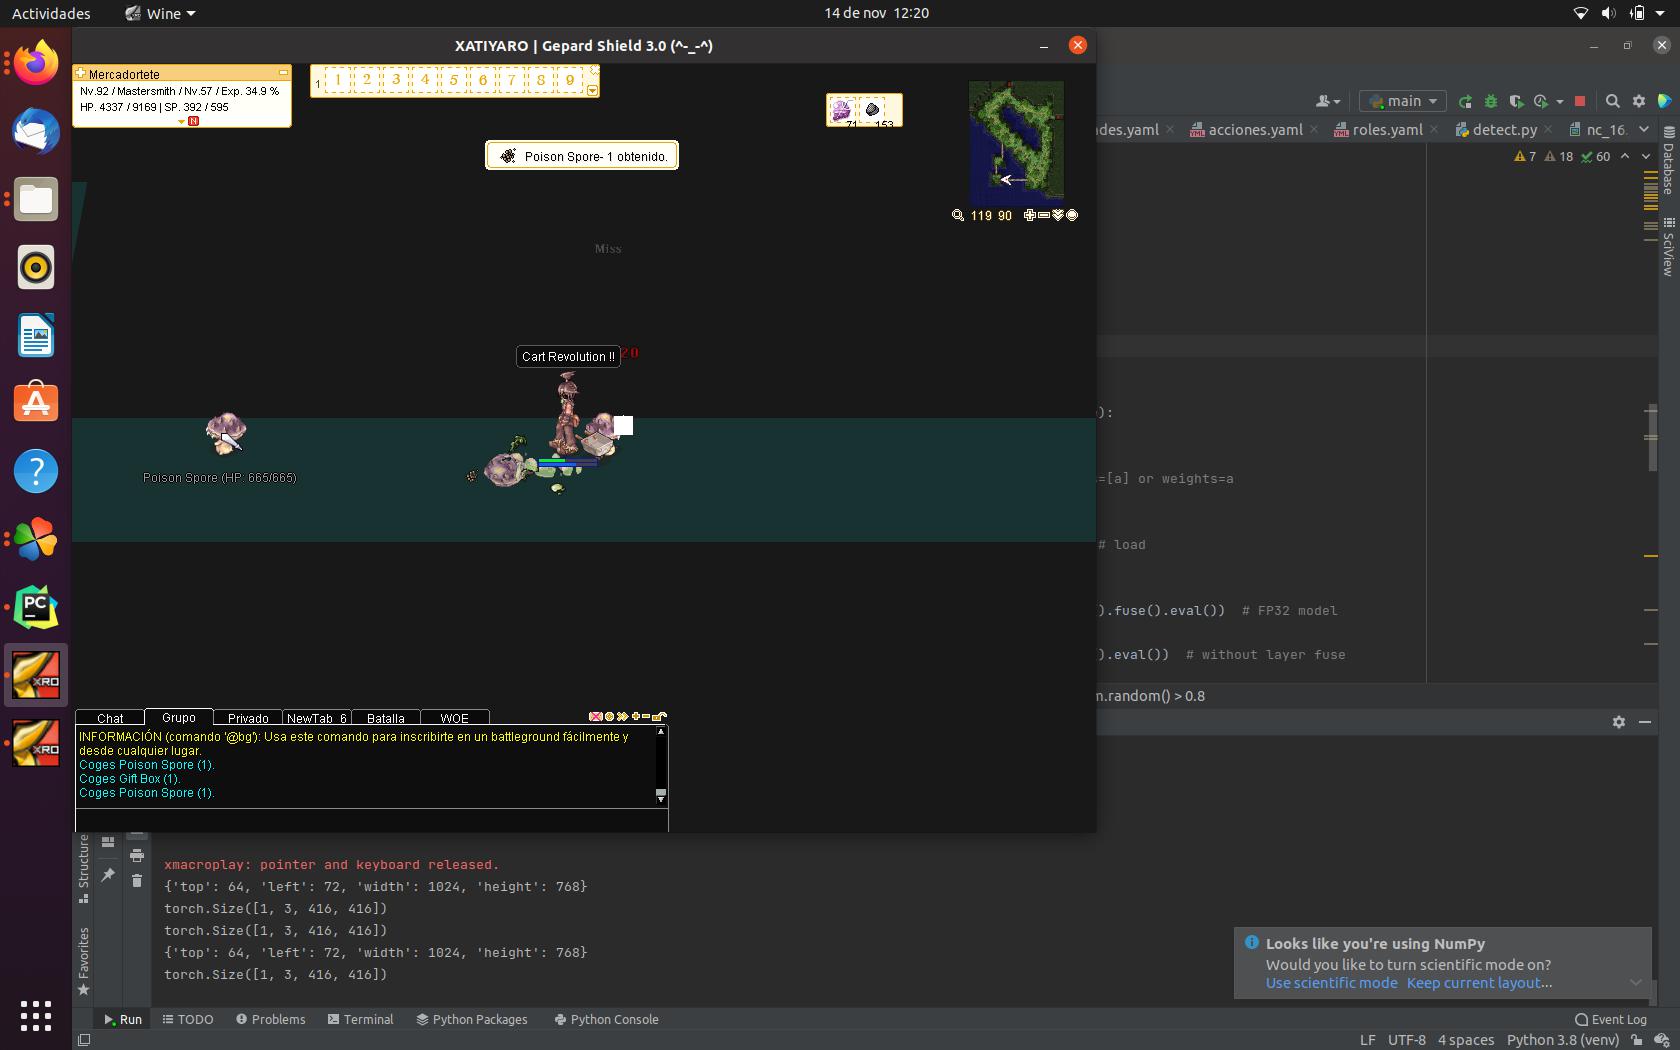 Actividades
Wine
14 de nov 12:20
XATIYARO | Gepard Shield 3.0 (^-_-^)
Mercadortete
Nv.92 / Mastersmith / Nv.57 / Exp. 34.9 %
HP. 4337 / 9169 | SP. 392 / 595
N
1
1 2 3 4 5 6 7 8 9
71 153
Poison Spore- 1 obtenido.
119 90
Miss
Cart Revolution !!
20
Poison Spore (HP: 665/665)
Chat Grupo Privado NewTab_6 Batalla WOE
INFORMACIÓN (comando '@bg'): Usa este comando para inscribirte en un battleground fácilmente y
desde cualquier lugar.
Coges Poison Spore (1).
Coges Gift Box (1).
Coges Poison Spore (1).
main
des.yaml acciones.yaml roles.yaml detect.py nc_16.
7 18 60
Database
SciView
):
=[a] or weights=a
# load
).fuse().eval()) # FP32 model
).eval()) # without layer fuse
m.random() > 0.8
Structure
Favorites
xmacroplay: pointer and keyboard released.
{'top': 64, 'left': 72, 'width': 1024, 'height': 768}
torch.Size([1, 3, 416, 416])
torch.Size([1, 3, 416, 416])
{'top': 64, 'left': 72, 'width': 1024, 'height': 768}
torch.Size([1, 3, 416, 416])
Looks like you're using NumPy
Would you like to turn scientific mode on?
Use scientific mode Keep current layout...
Run TODO Problems Terminal Python Packages Python Console
Event Log
LF UTF-8 4 spaces Python 3.8 (venv)
PC
XRO
XRO